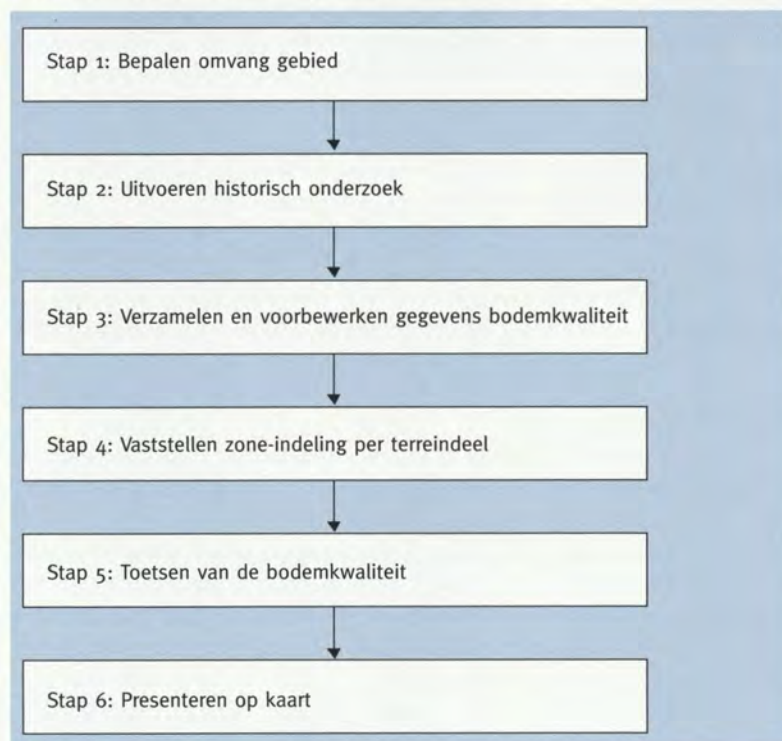 Stap 1: Bepalen omvang gebied
Stap 2: Uitvoeren historisch onderzoek
Stap 3: Verzamelen en voorbewerken gegevens bodemkwaliteit
Stap 4: Vaststellen zone-indeling per terreindeel
Stap 5: Toetsen van de bodemkwaliteit
Stap 6: Presenteren op kaart